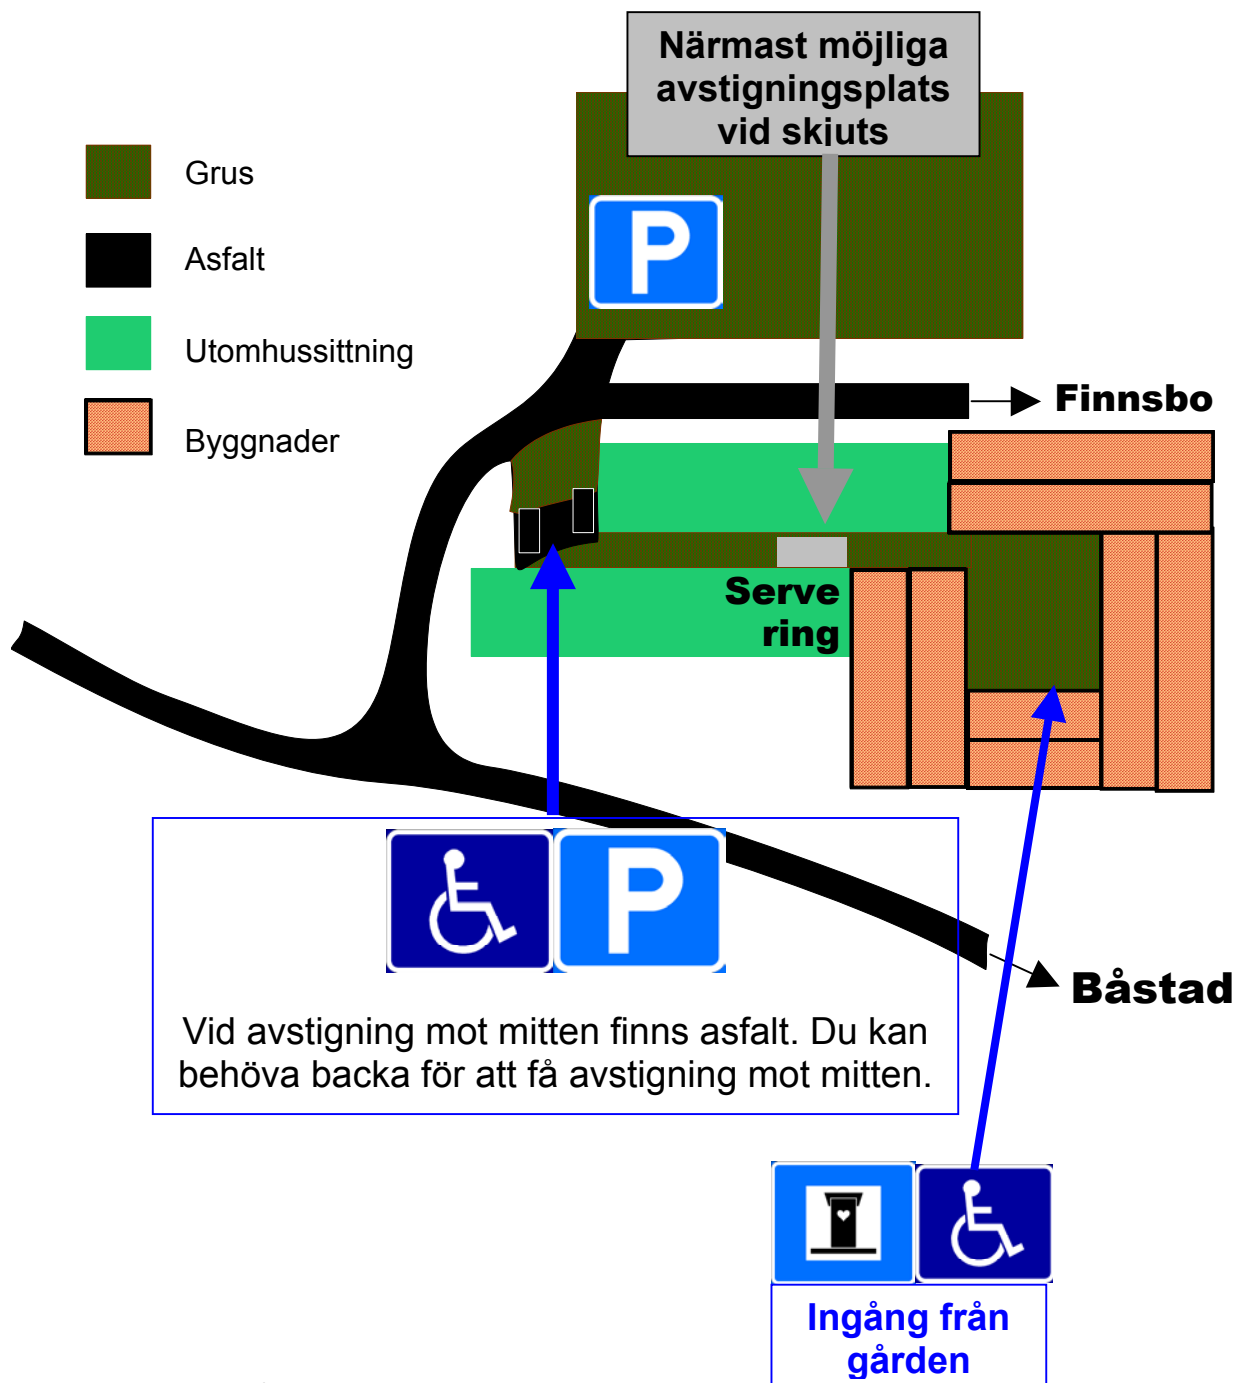 Närmast möjliga
avstigningsplats
vid skjuts
Grus
Asfalt
Utomhussittning
Byggnader
P
Finnsbo
Serve
ring
P
Båstad
Vid avstigning mot mitten finns asfalt. Du kan
behöva backa för att få avstigning mot mitten.
Ingång från
gården